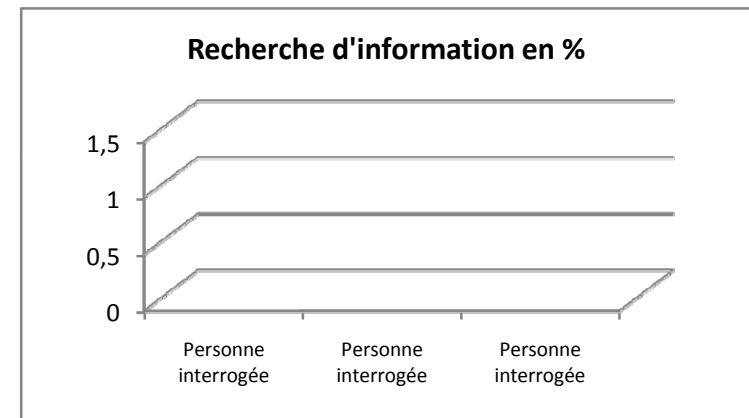 Recherche d'information en %
1,5
1
0,5
0
Personne interrogée
Personne interrogée
Personne interrogée